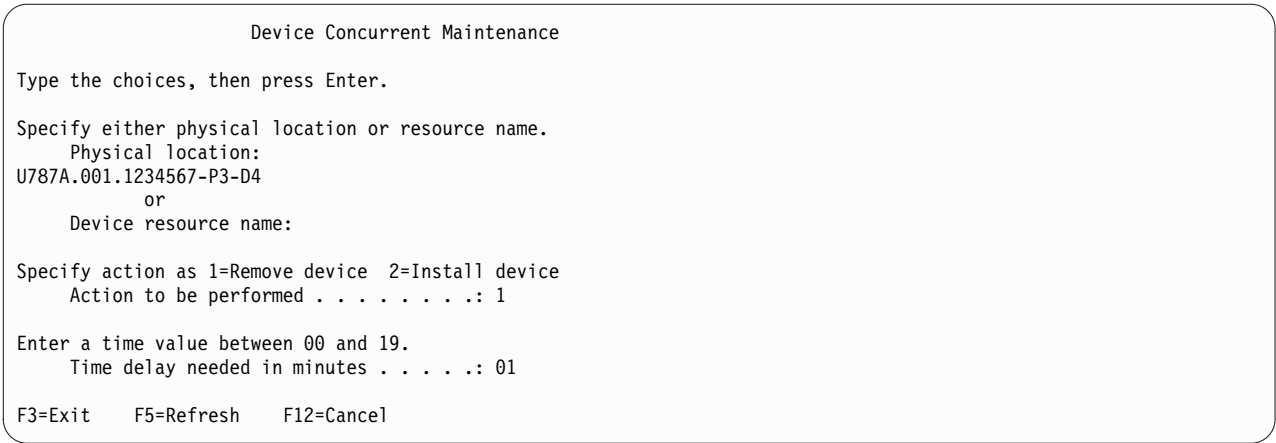 Device Concurrent Maintenance
Type the choices, then press Enter.
Specify either physical location or resource name.
Physical location:
U787A.001.1234567-P3-D4
or
Device resource name:
Specify action as 1=Remove device  2=Install device
Action to be performed . . . . . . . .: 1
Enter a time value between 00 and 19.
Time delay needed in minutes . . . . .: 01
F3=Exit    F5=Refresh    F12=Cancel